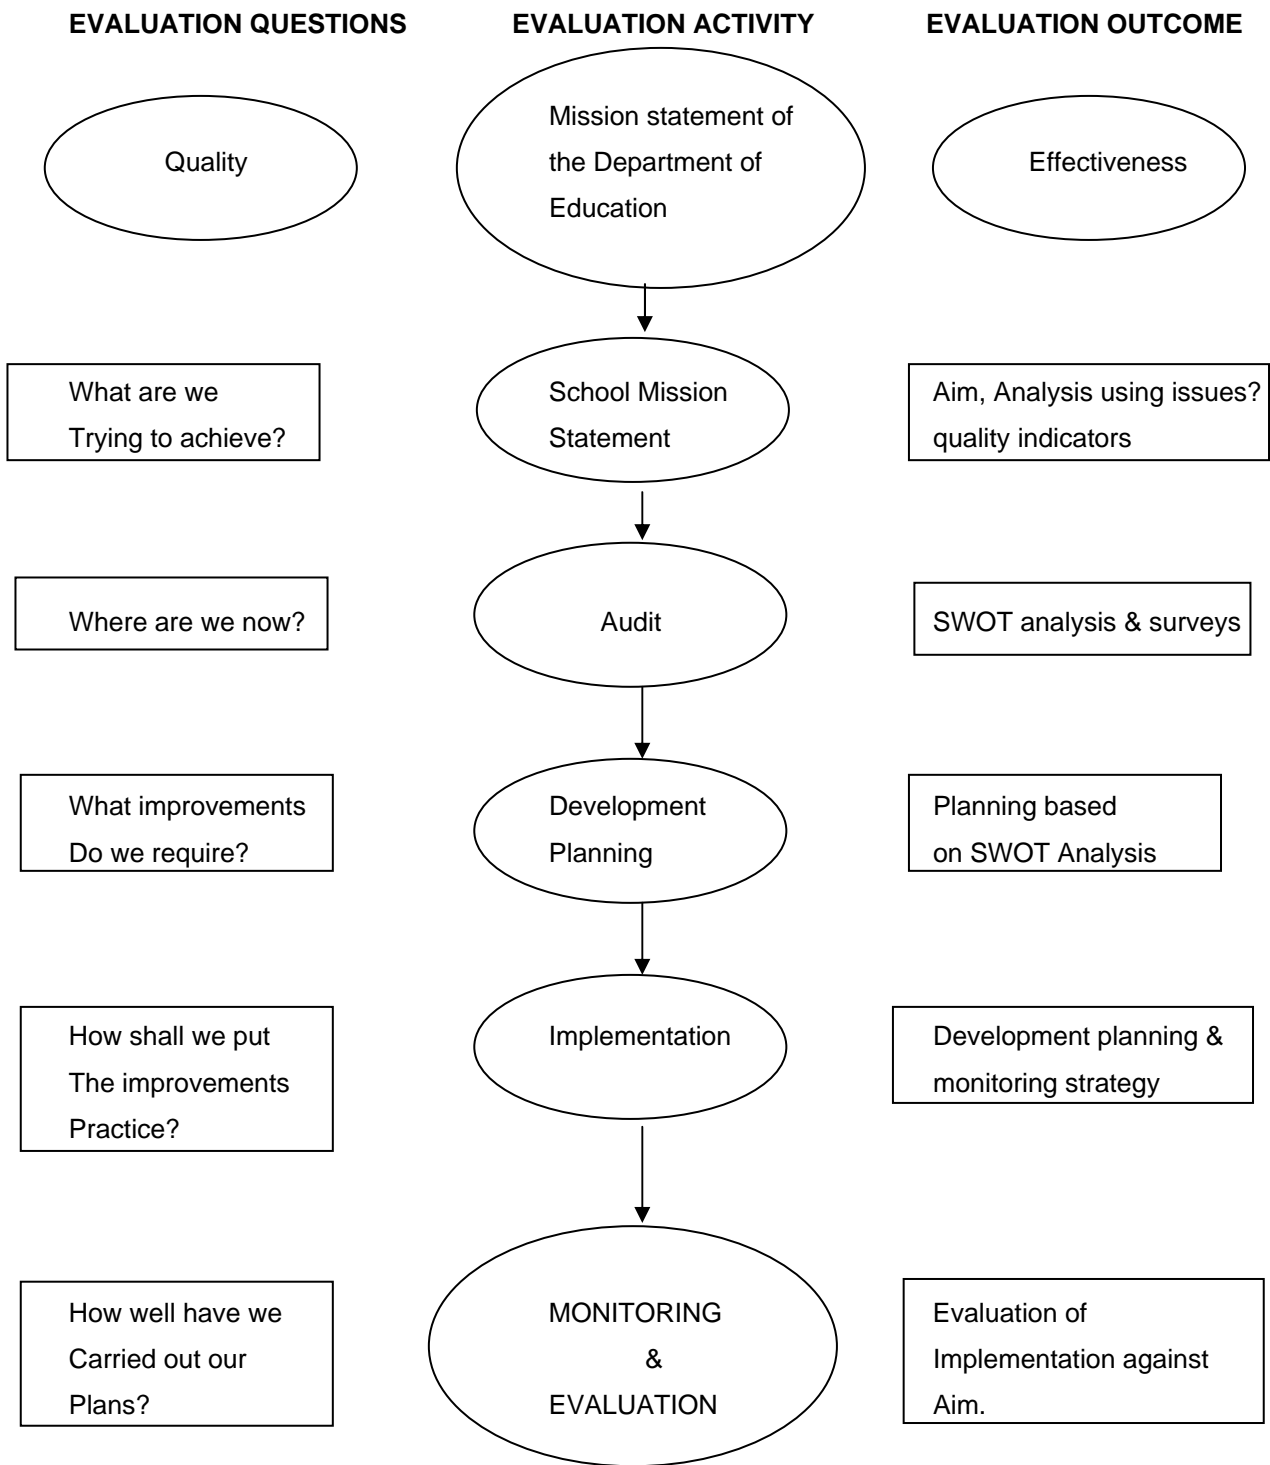 EVALUATION QUESTIONS
EVALUATION ACTIVITY
EVALUATION OUTCOME
Quality
Mission statement of
the Department of
Education
Effectiveness
What are we
Trying to achieve?
School Mission
Statement
Aim, Analysis using issues?
quality indicators
Where are we now?
Audit
SWOT analysis & surveys
What improvements
Do we require?
Development
Planning
Planning based
on SWOT Analysis
How shall we put
The improvements
Practice?
Implementation
Development planning &
monitoring strategy
How well have we
Carried out our
Plans?
MONITORING
&
EVALUATION
Evaluation of
Implementation against
Aim.